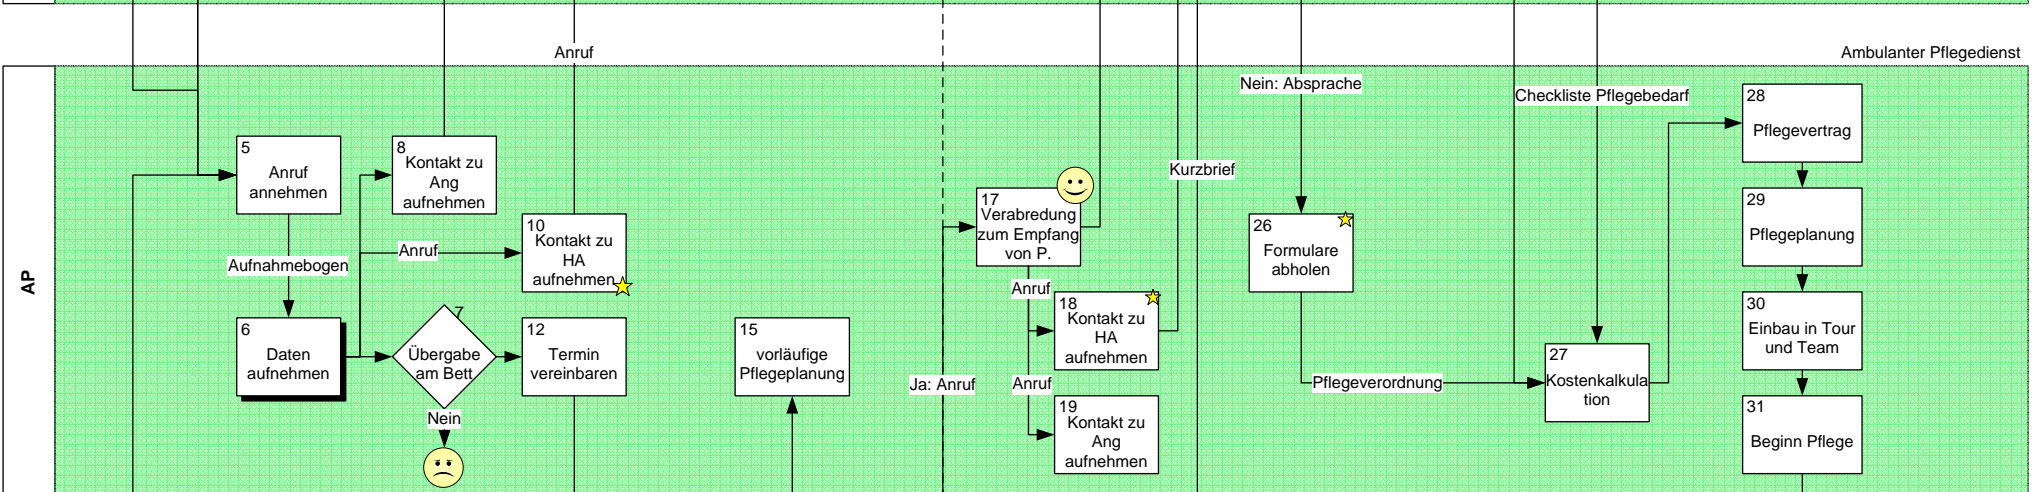 Anruf
Ambulanter Pflegedienst
AP
Nein: Absprache
Checkliste Pflegebedarf
28
Pflegevertrag
5
Anruf
annehmen
8
Kontakt zu
Ang
aufnehmen
Kurzbrief
17
Verabredung
zum Empfang
von P.
29
Pflegeplanung
10
Kontakt zu
HA
aufnehmen
Anruf
26
Formulare
abholen
Aufnahmebogen
Anruf
18
Kontakt zu
HA
aufnehmen
30
Einbau in Tour
und Team
6
Daten
aufnehmen
7
Übergabe
am Bett
12
Termin
vereinbaren
15
vorläufige
Pflegeplanung
27
Kostenkalkula
tion
Ja: Anruf
Anruf
Pflegeverordnung
Nein
19
Kontakt zu
Ang
aufnehmen
31
Beginn Pflege